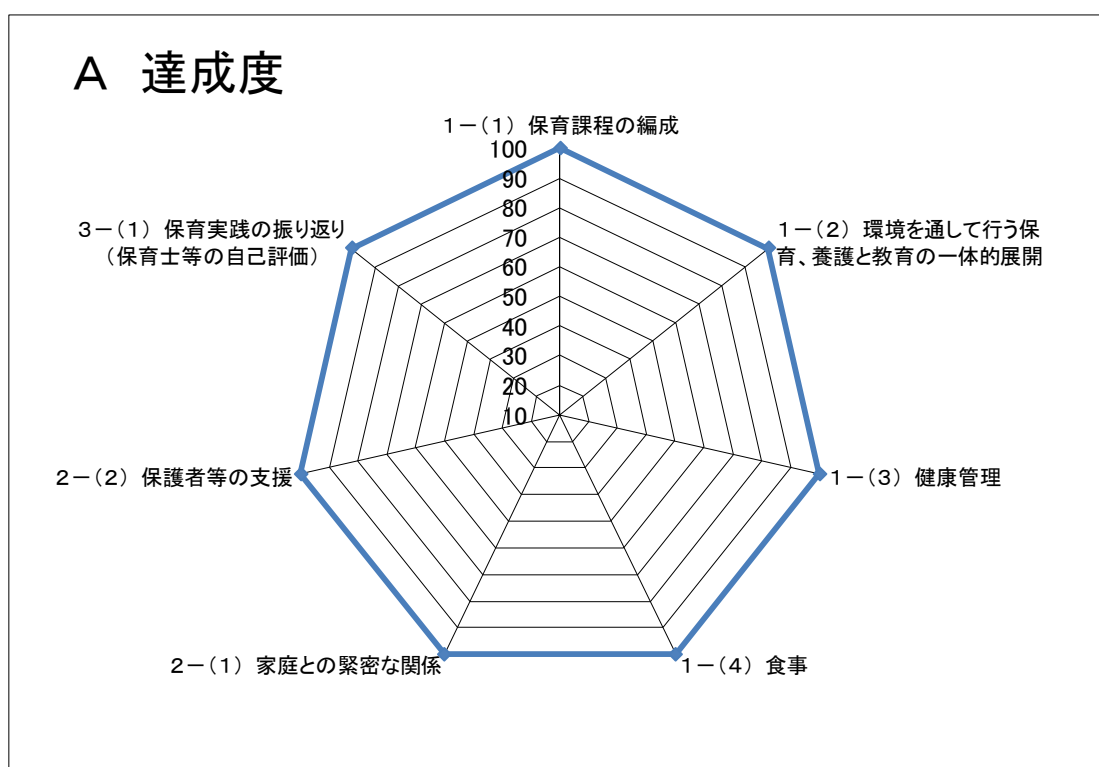 A 達成度
1－(1) 保育課程の編成
100
90
80
70
60
50
40
30
20
10
1－(2) 環境を通して行う保
育、養護と教育の一体的展開
1－(3) 健康管理
1－(4) 食事
2－(1) 家庭との緊密な関係
2－(2) 保護者等の支援
3－(1) 保育実践の振り返り
(保育士等の自己評価)